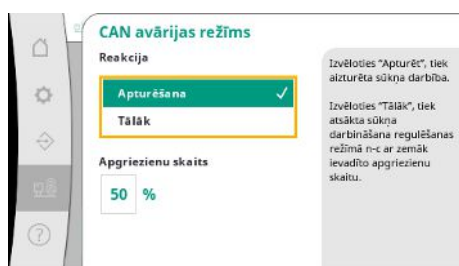 CAN avārijas režīms
Reakcija
Apturēšana
Tālāk
Apgriezienu skaits
50 %
Izvēloties "Apturēt", tiek
aizturēta sūkņa darbība.
Izvēloties "Tālāk", tiek
atsākta sūkņa
darbināšana regulēšanas
režīmā n-c ar zemāk
ievadīto apgriezienu
skaitu.